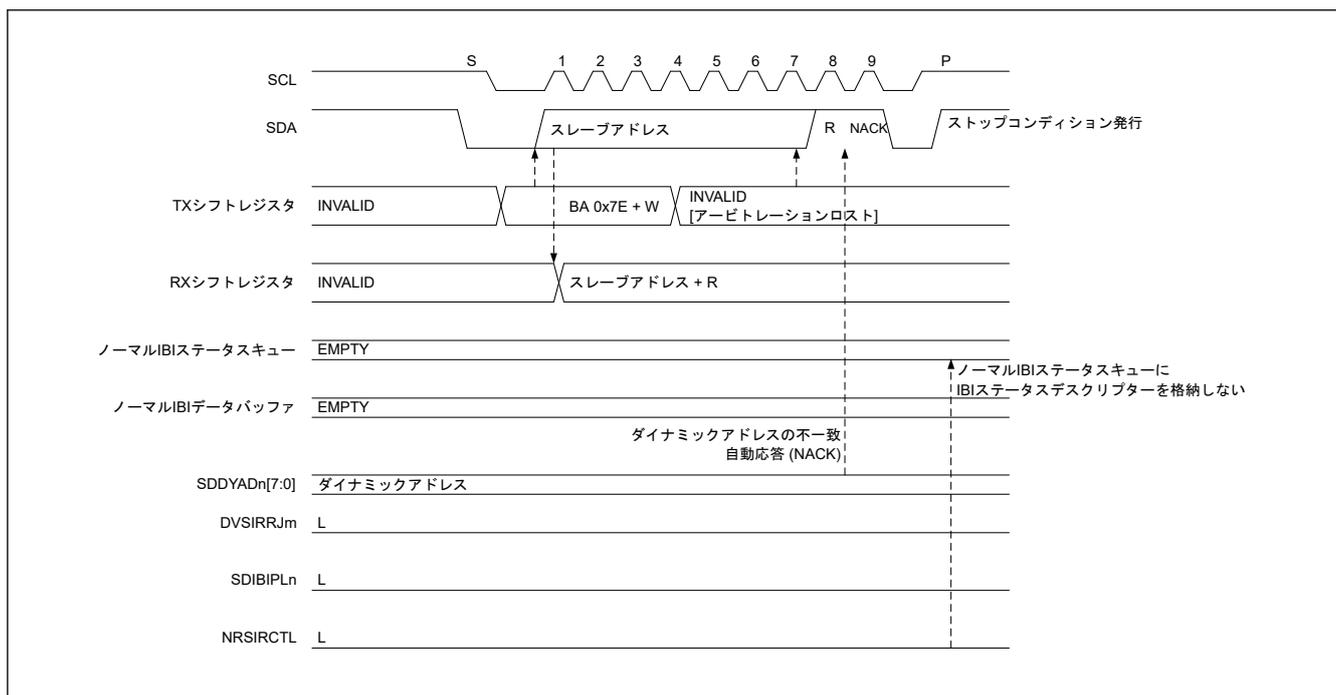 S 1 2 3 4 5 6 7 8 9 P
SCL
SDA スレーブアドレス R NACK ストップコンディション発行
TXシフトレジスタ INVALID BA 0x7E + W INVALID
[アービトレーションロスト]
RXシフトレジスタ INVALID スレーブアドレス + R
ノーマルIBIステータスキュー EMPTY
ノーマルIBIステータスキューに
IBIステータスデスクリプターを格納しない
ノーマルIBIデータバッファ EMPTY
ダイナミックアドレスの不一致
自動応答 (NACK)
SDDYADn[7:0] ダイナミックアドレス
DVSIRRJm L
SDIBIPLn L
NRSIRCTL L